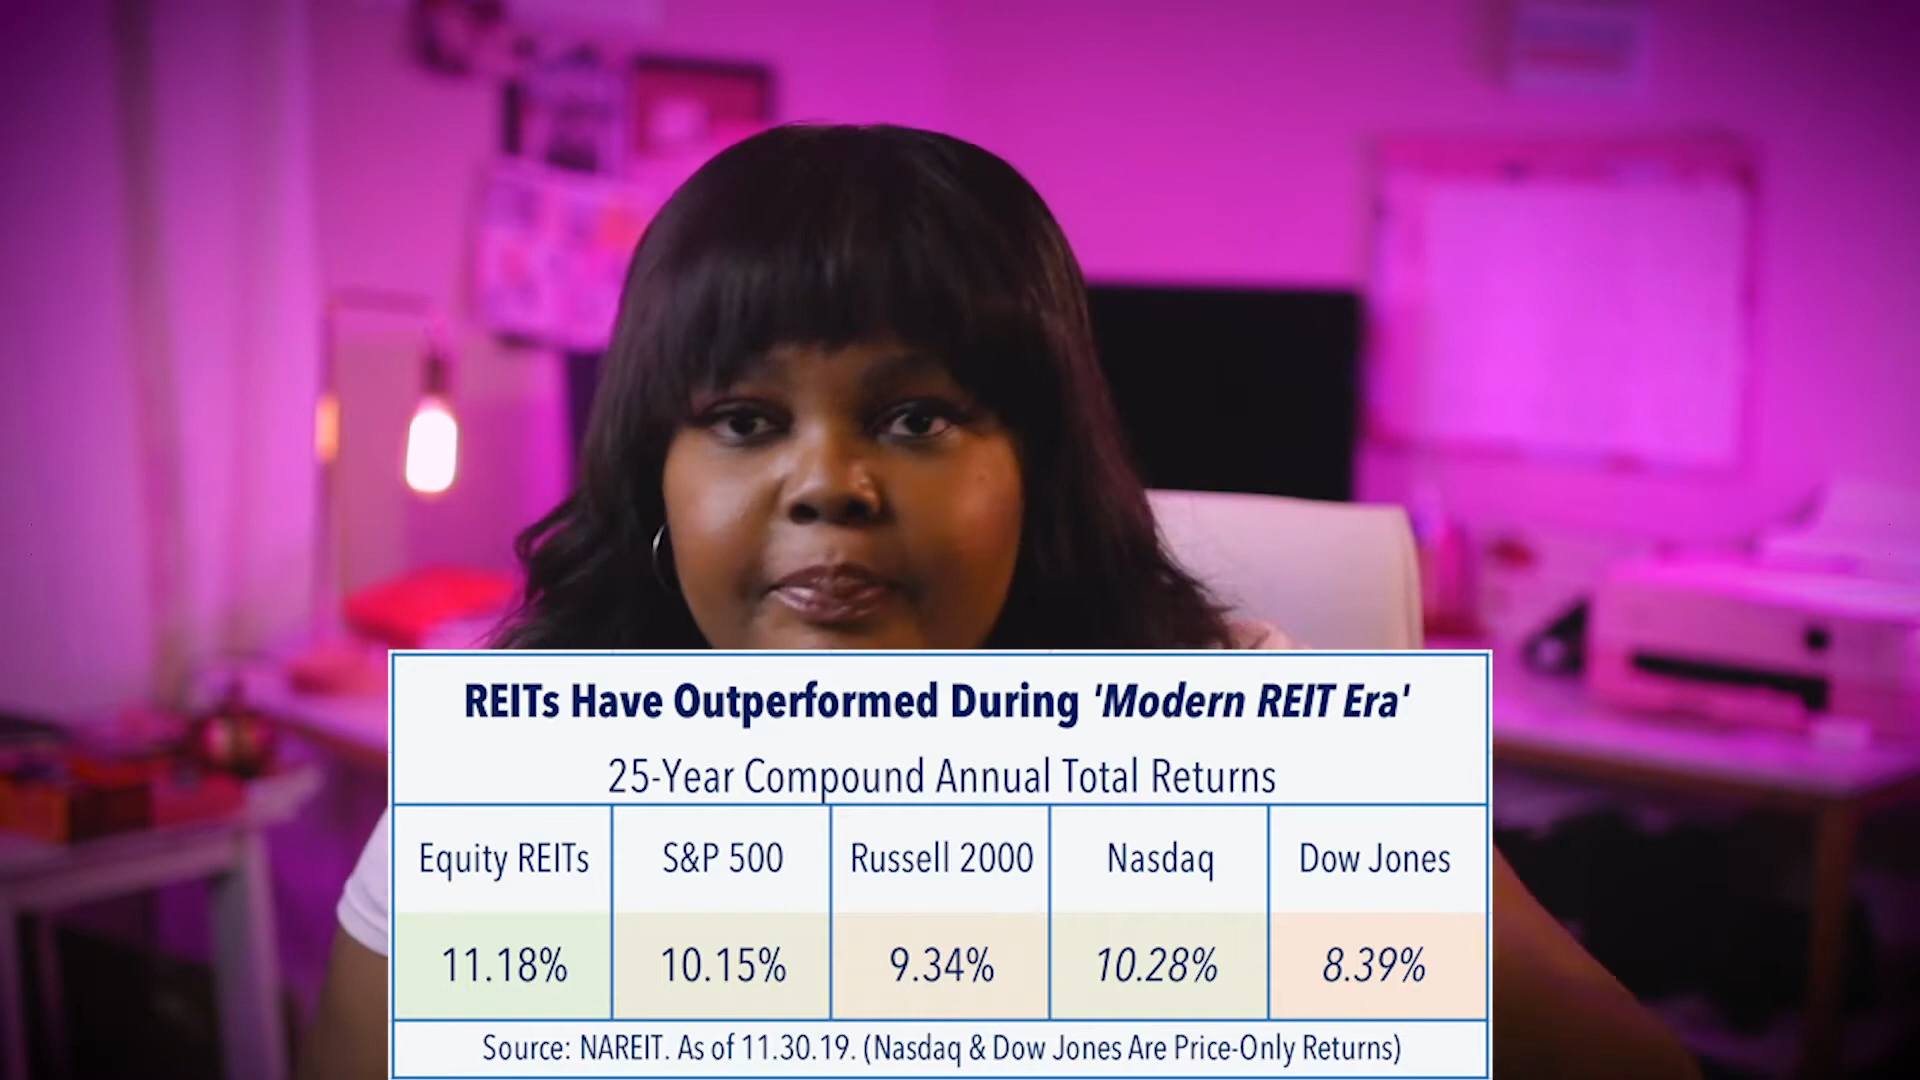 REITs Have Outperformed During 'Modern REIT Era'
25-Year Compound Annual Total Returns
Equity REITs S&P 500 Russell 2000 Nasdaq Dow Jones
11.18% 10.15% 9.34% 10.28% 8.39%
Source: NAREIT. As of 11.30.19. (Nasdaq & Dow Jones Are Price-Only Returns)